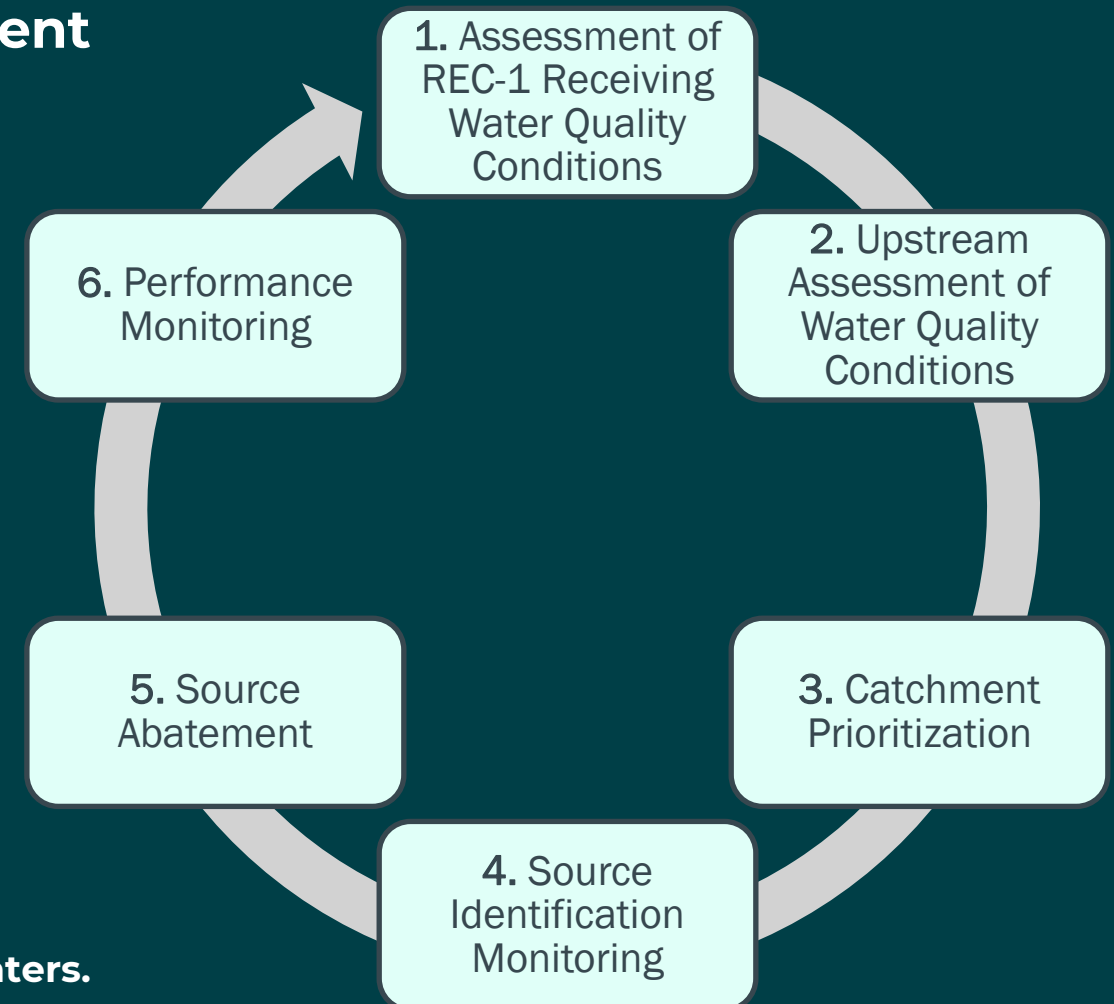 ent
1. Assessment of
REC-1 Receiving
Water Quality
Conditions
2. Upstream
Assessment of
Water Quality
Conditions
3. Catchment
Prioritization
4. Source
Identification
Monitoring
5. Source
Abatement
6. Performance
Monitoring
ters.